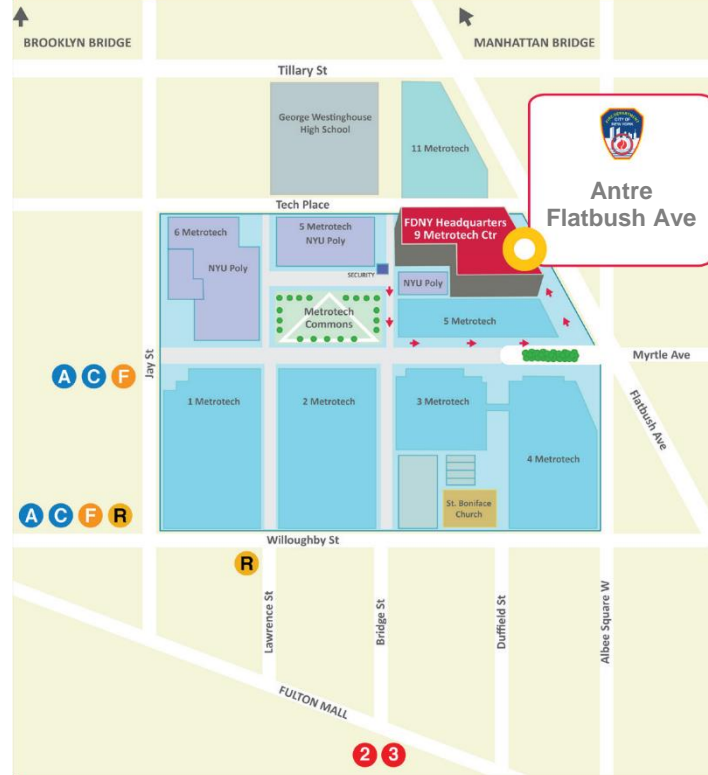 BROOKLYN BRIDGE
MANHATTAN BRIDGE
Tillary St
George Westinghouse
High School
11 Metrotech
Antre
Flatbush Ave
Tech Place
6 Metrotech
NYU Poly
5 Metrotech
NYU Poly
SECURITY
FDNY Headquarters
9 Metrotech Ctr
NYU Poly
Metrotech
Commons
5 Metrotech
Jay St
Myrtle Ave
Flatbush Ave
A C F
1 Metrotech
2 Metrotech
3 Metrotech
4 Metrotech
St. Boniface
Church
A C F R
Willoughby St
R
Lawrence St
Bridge St
Duffield St
Albee Square W
FULTON MALL
2 3